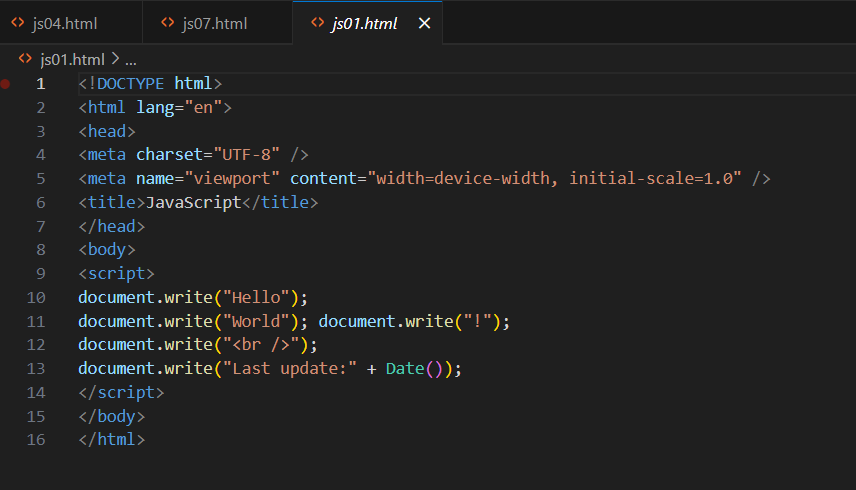 js04.html js07.html js01.html
js01.html > ...
1 <!DOCTYPE html>
2 <html lang="en">
3 <head>
4 <meta charset="UTF-8" />
5 <meta name="viewport" content="width=device-width, initial-scale=1.0" />
6 <title>JavaScript</title>
7 </head>
8 <body>
9 <script>
10 document.write("Hello");
11 document.write("World"); document.write("!");
12 document.write("<br />");
13 document.write("Last update:" + Date());
14 </script>
15 </body>
16 </html>